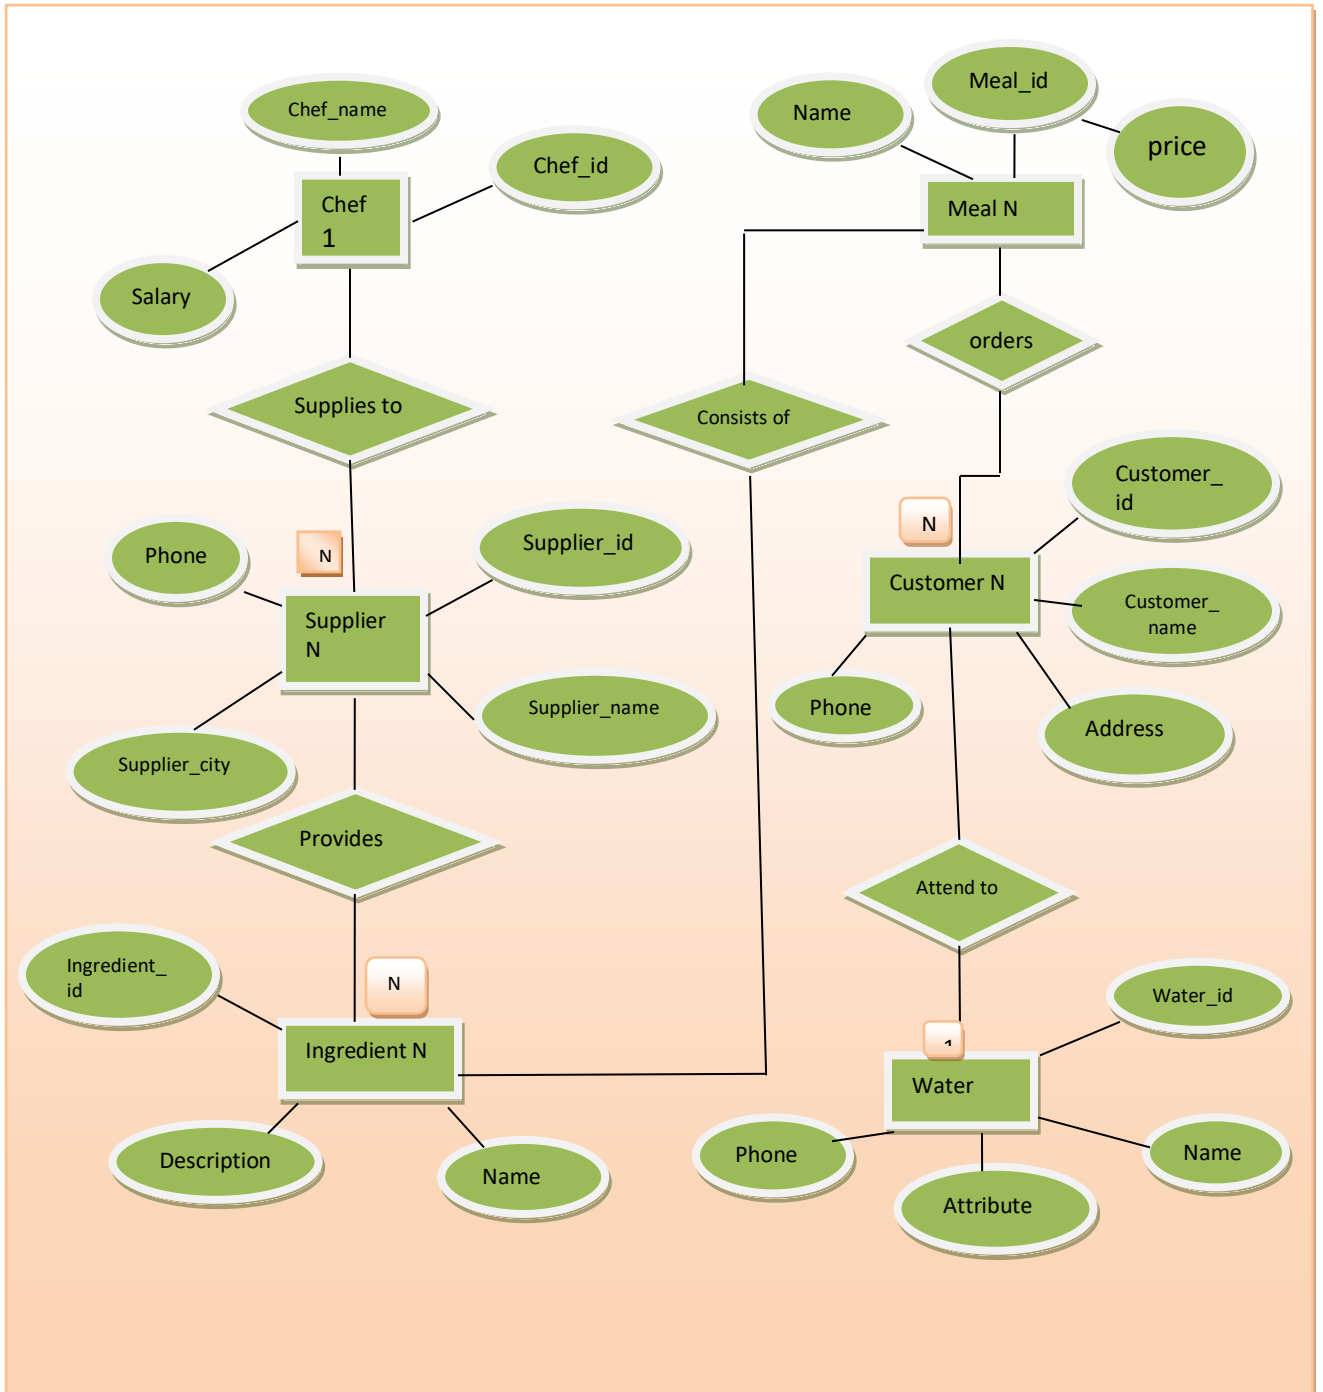 Chef_name
Chef_id
Chef
1
Salary
Supplies to
Name
Meal_id
price
Meal N
orders
Consists of
Phone
N
Supplier_id
Supplier
N
Supplier_name
Supplier_city
Provides
N
Customer_
id
Customer N
Customer_
name
Phone
Address
Attend to
Ingredient_
id
N
Ingredient N
Description
Name
1
Water_id
Water
Phone
Name
Attribute